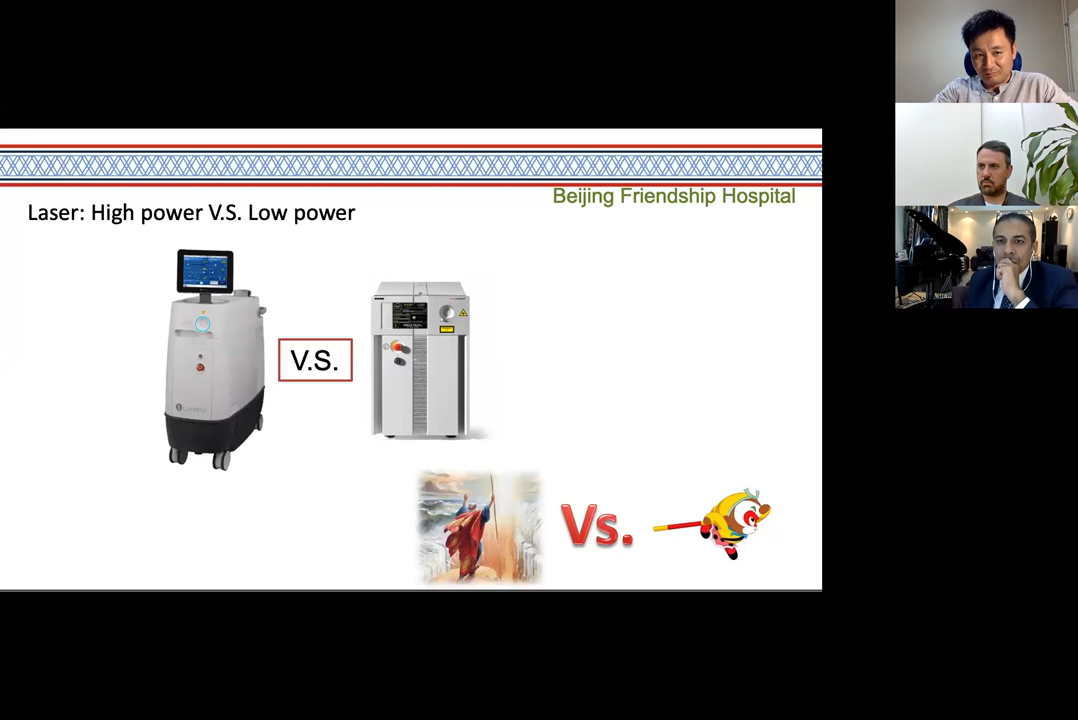 Beijing Friendship Hospital
Laser: High power V.S. Low power
V.S.
Vs.